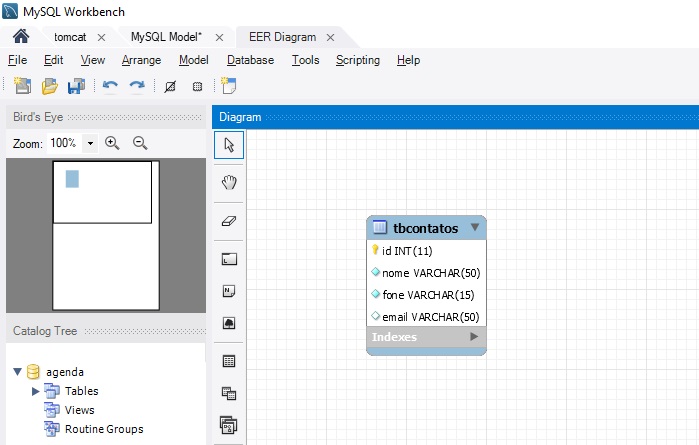 MySQL Workbench
tomcat
MySQL Model*
EER Diagram
File Edit View Arrange Model Database Tools Scripting Help
Bird's Eye
Diagram
Zoom: 100%
tbcontatos
id INT(11)
nome VARCHAR(50)
fone VARCHAR(15)
email VARCHAR(50)
Indexes
Catalog Tree
agenda
Tables
Views
Routine Groups